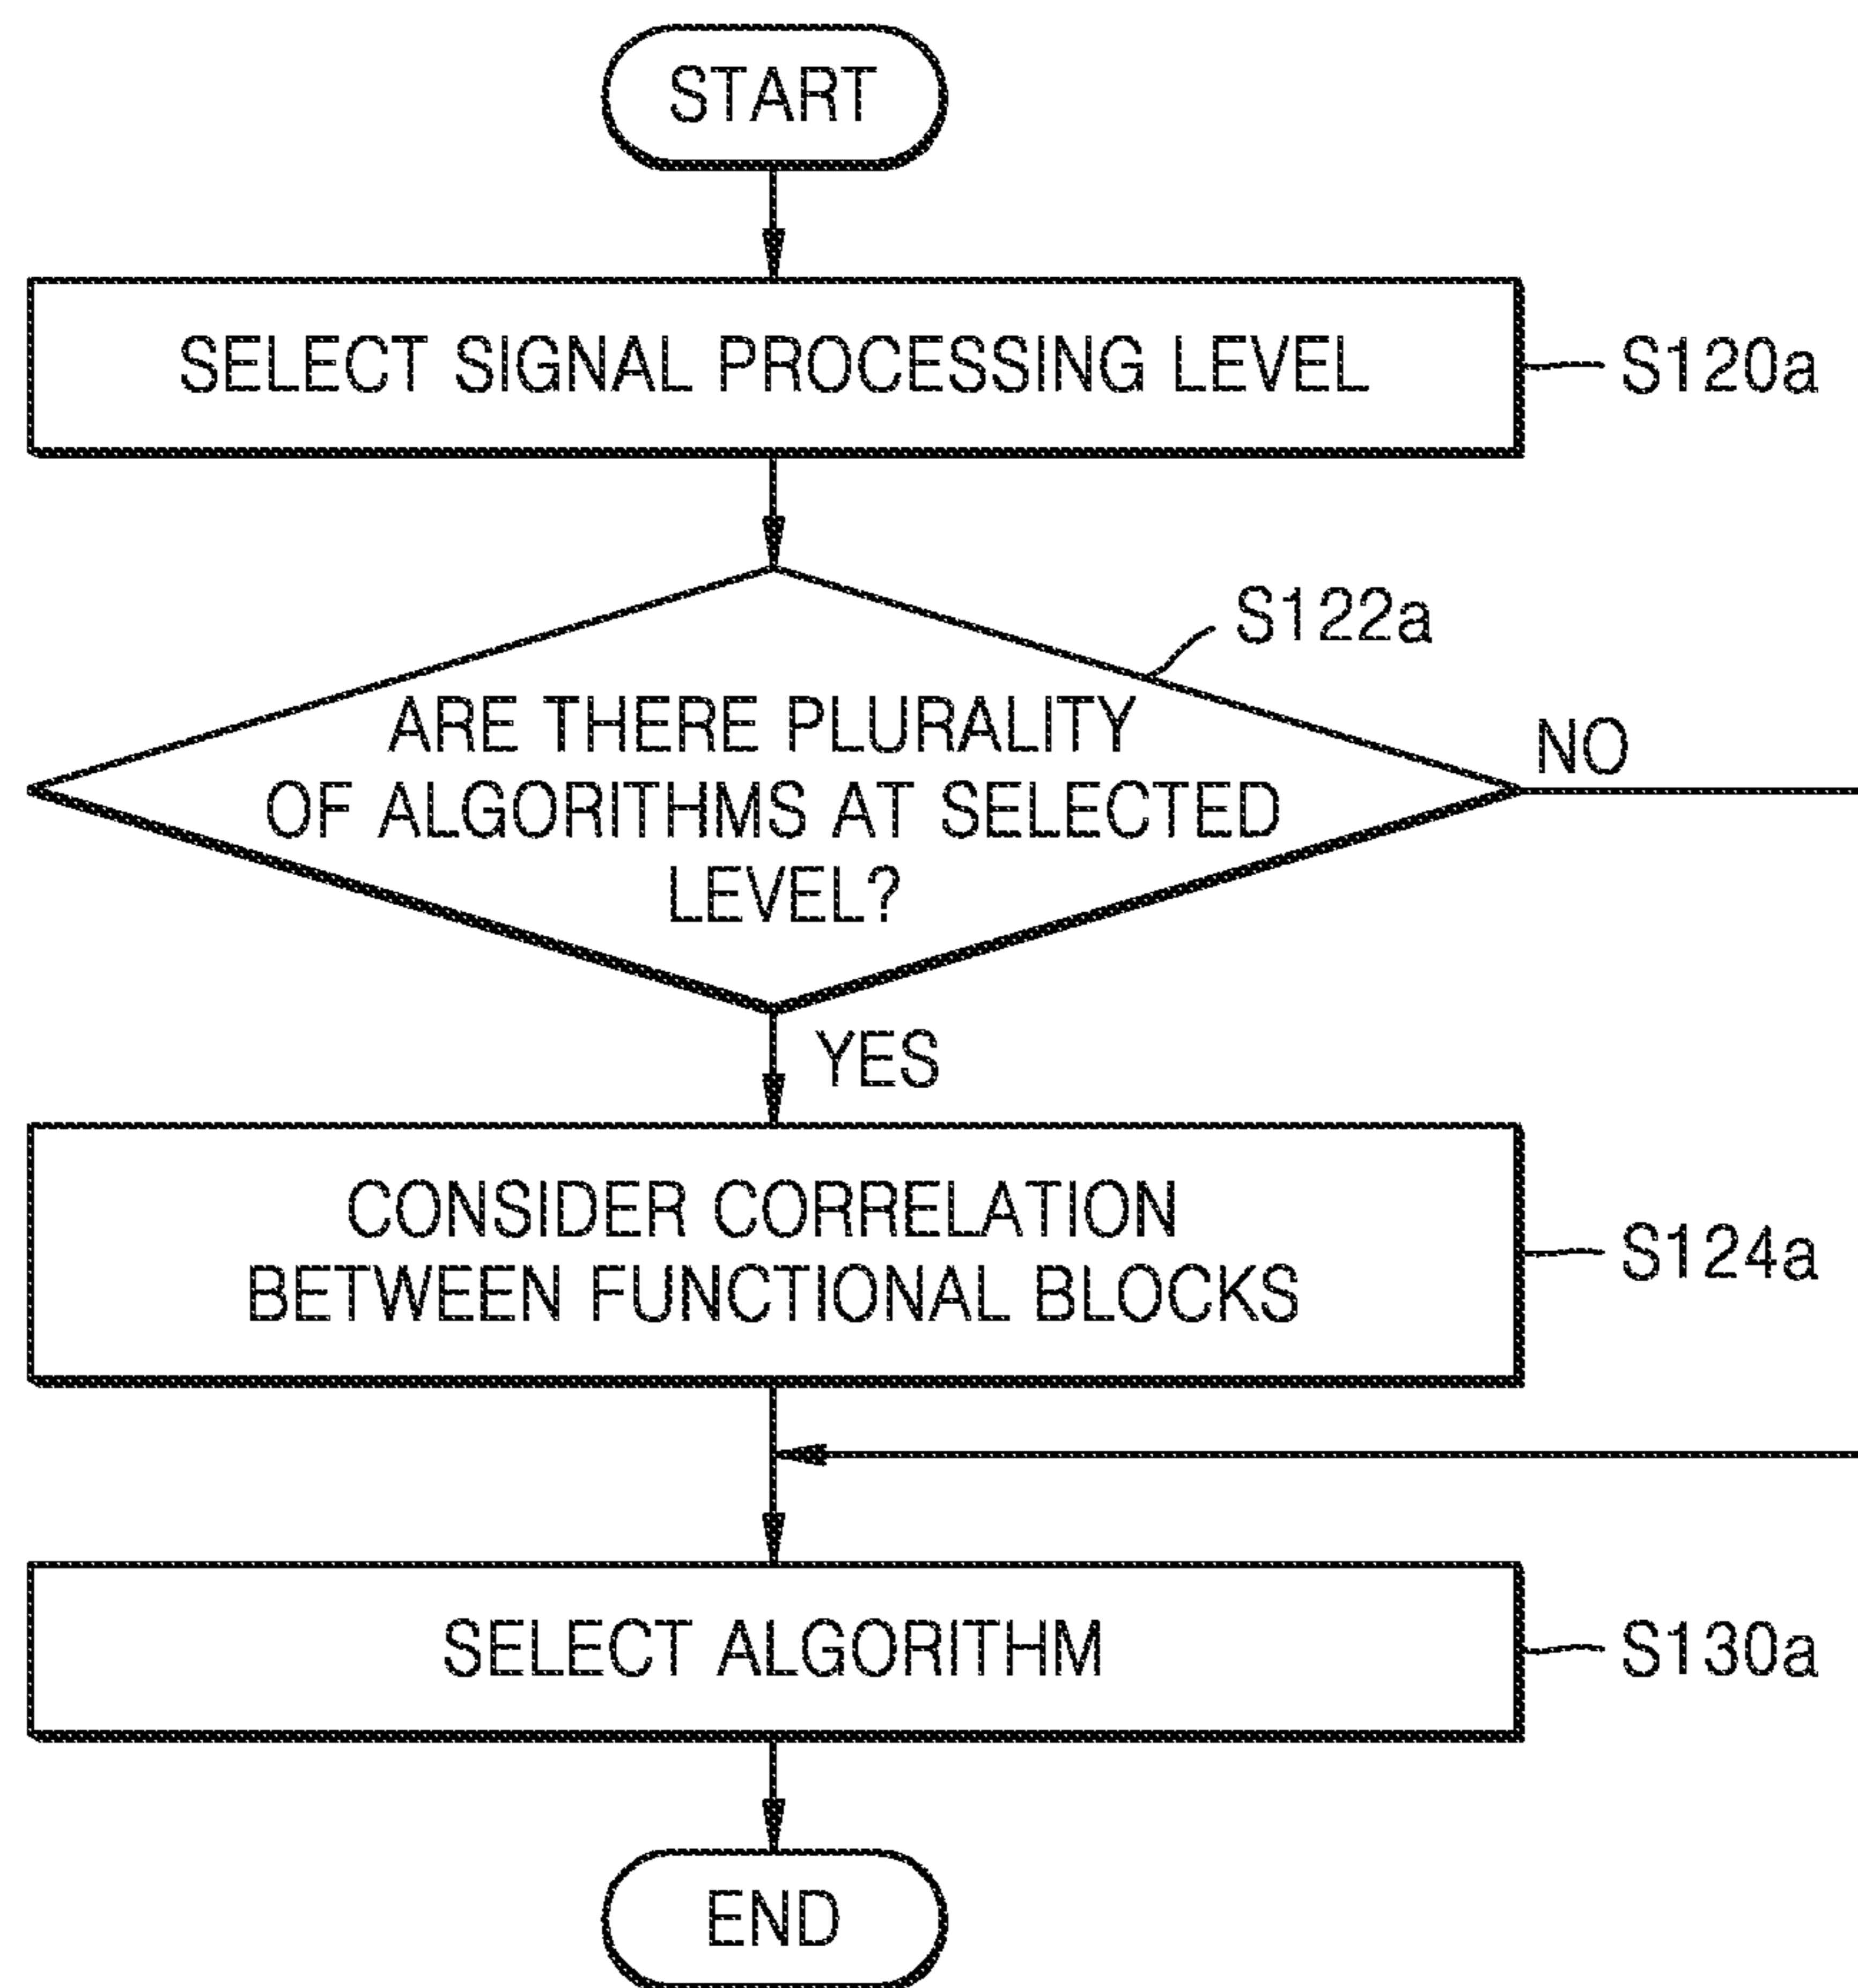 START
SELECT SIGNAL PROCESSING LEVEL
S120a
S122a
ARE THERE PLURALITY
OF ALGORITHMS AT SELECTED
LEVEL?
NO
YES
CONSIDER CORRELATION
BETWEEN FUNCTIONAL BLOCKS
S124a
SELECT ALGORITHM
S130a
END